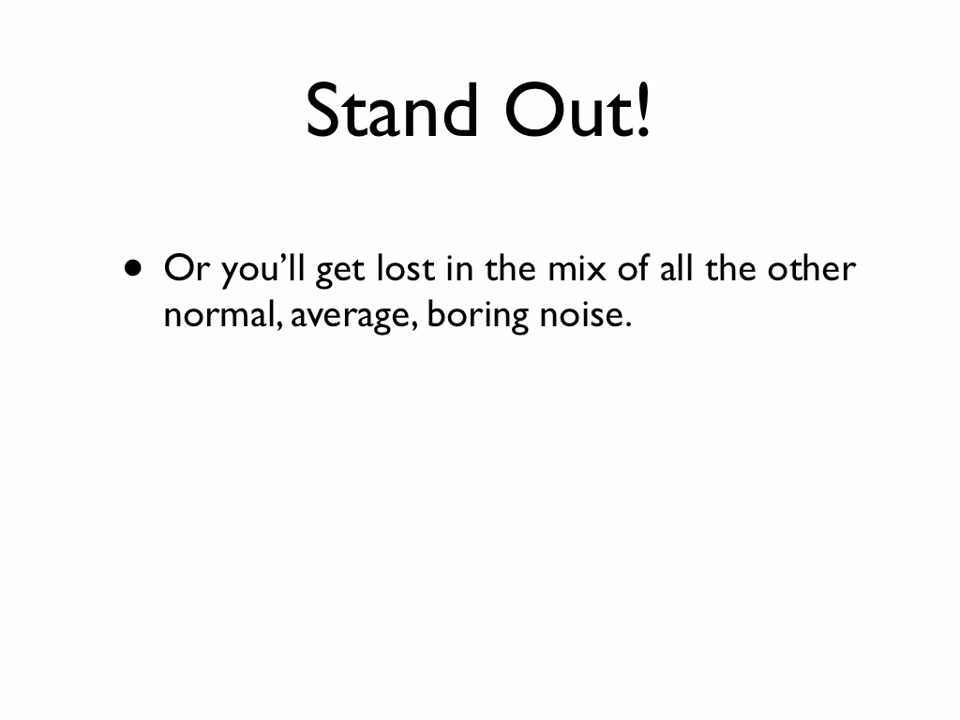 Stand Out!
• Or you’ll get lost in the mix of all the other
normal, average, boring noise.